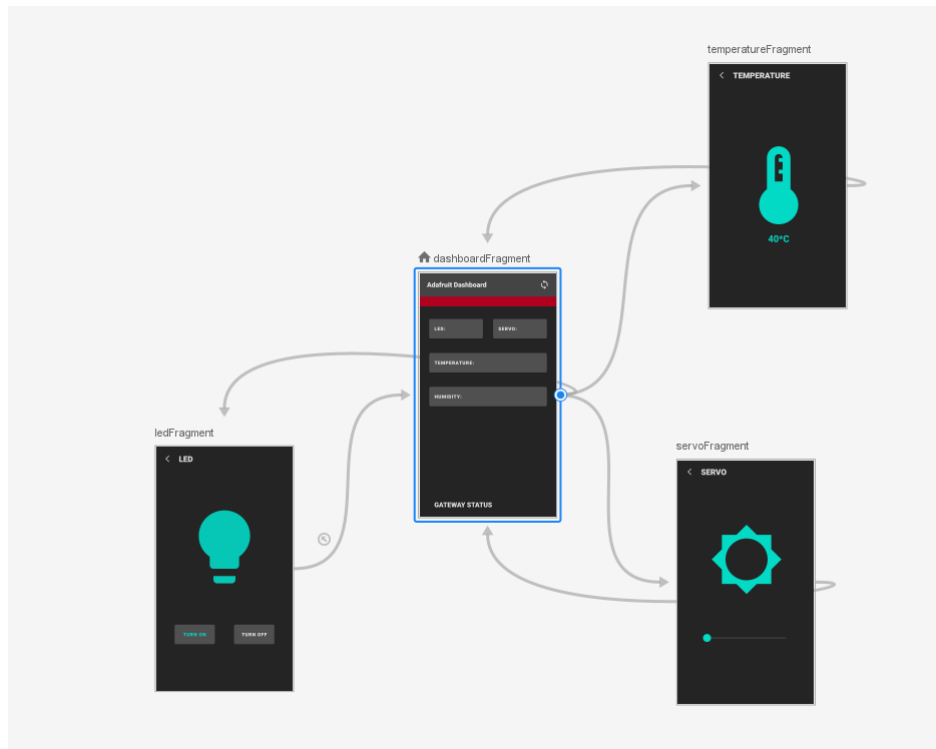 temperatureFragment
TEMPERATURE
40°C
dashboardFragment
Adafruit Dashboard
LED:
SERVO:
TEMPERATURE:
HUMIDITY:
GATEWAY STATUS
ledFragment
LED
TURN ON
TURN OFF
servoFragment
SERVO